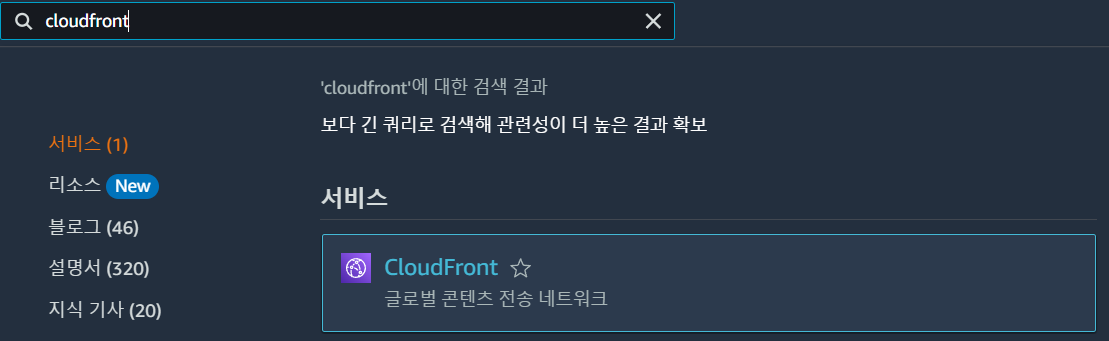 cloudfront
'cloudfront'에 대한 검색 결과
보다 긴 쿼리로 검색해 관련성이 더 높은 결과 확보
서비스 (1)
리소스 New
블로그 (46)
설명서 (320)
지식 기사 (20)
서비스
CloudFront
글로벌 콘텐츠 전송 네트워크